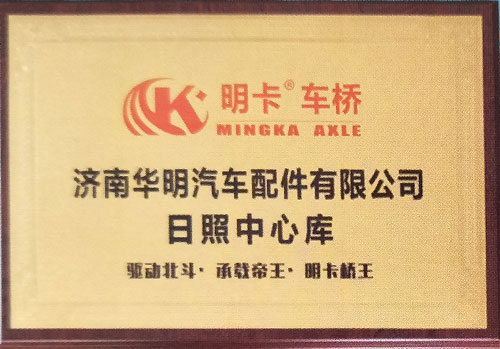 明卡®车桥
MINGKA AXLE
济南华明汽车配件有限公司
日照中心库
驱动北斗·承载帝王·明卡桥王